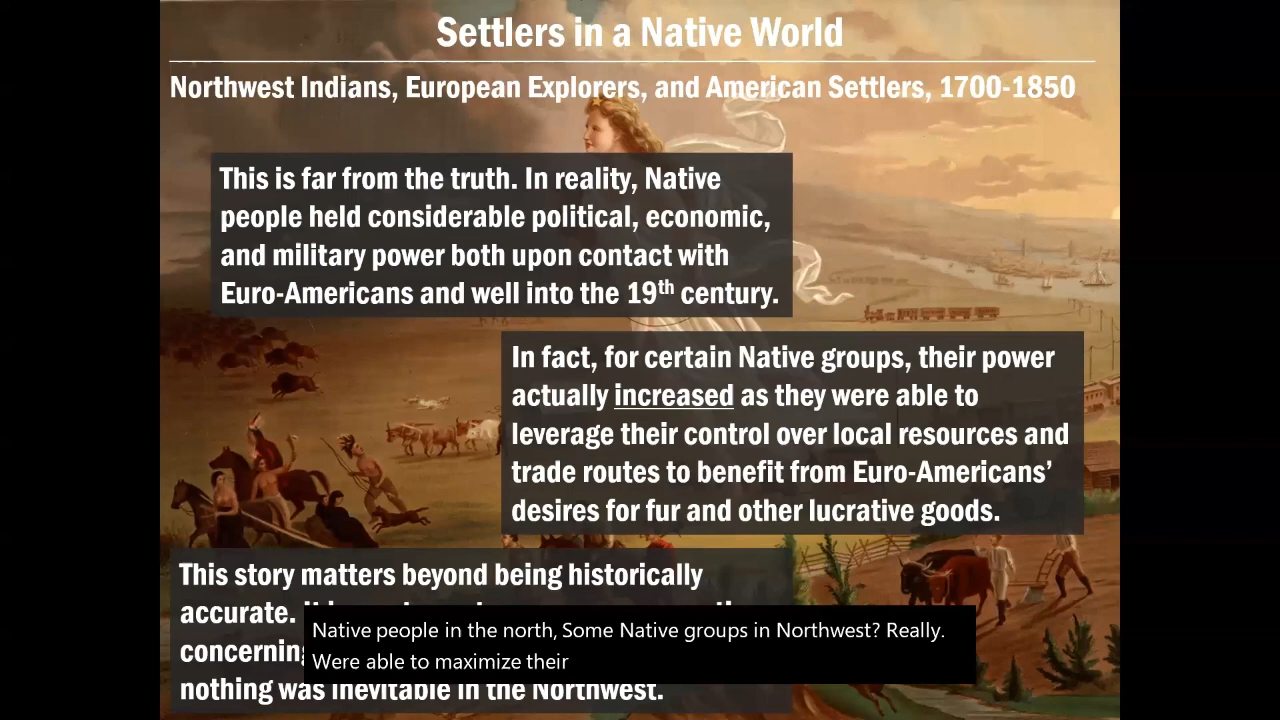 Settlers in a Native World
Northwest Indians, European Explorers, and American Settlers, 1700-1850
This is far from the truth. In reality, Native
people held considerable political, economic,
and military power both upon contact with
Euro-Americans and well into the 19th century.
In fact, for certain Native groups, their power
actually increased as they were able to
leverage their control over local resources and
trade routes to benefit from Euro-Americans’
desires for fur and other lucrative goods.
This story matters beyond being historically
accurate.
concerning
nothing was inevitable in the Northwest.
Native people in the north, Some Native groups in Northwest? Really.
Were able to maximize their